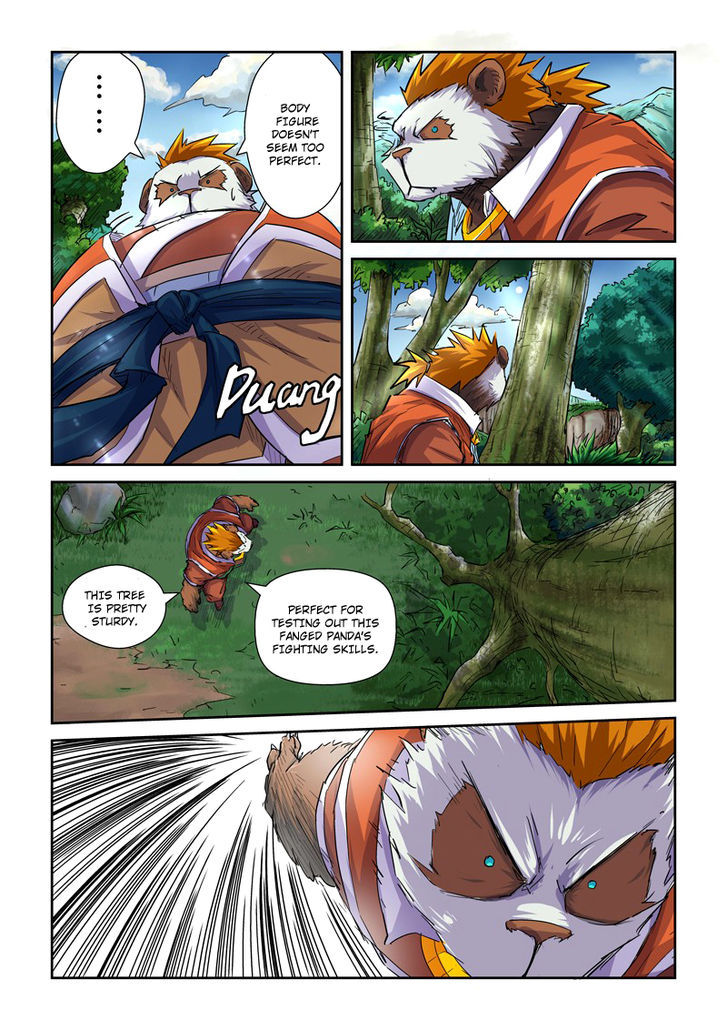 ......
BODY
FIGURE
DOESN'T
SEEM TOO
PERFECT.
Duang
THIS TREE
IS PRETTY
STURDY.
PERFECT FOR
TESTING OUT THIS
FANGED PANDA'S
FIGHTING SKILLS.